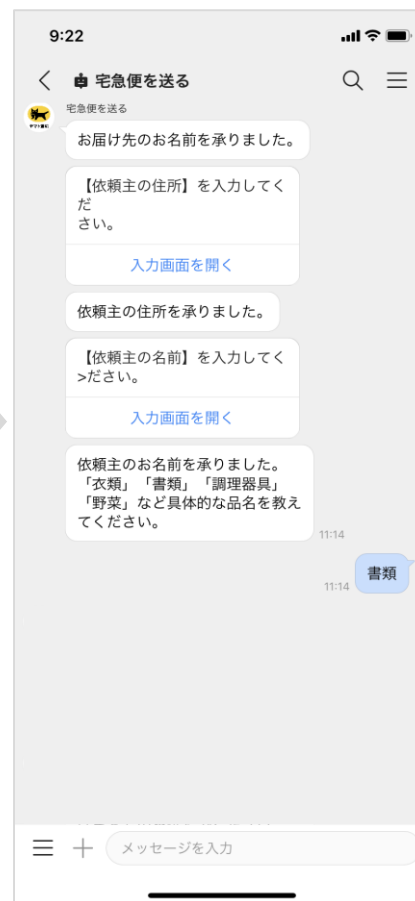 9:22
宅急便を送る
宅急便を送る
お届け先のお名前を承りました。
【依頼主の住所】を入力してく
だ
さい。
入力画面を開く
依頼主の住所を承りました。
【依頼主の名前】を入力してく
>ださい。
入力画面を開く
依頼主のお名前を承りました。
「衣類」「書類」「調理器具」
「野菜」など具体的な品名を教え
てください。
11:14
書類
11:14
メッセージを入力